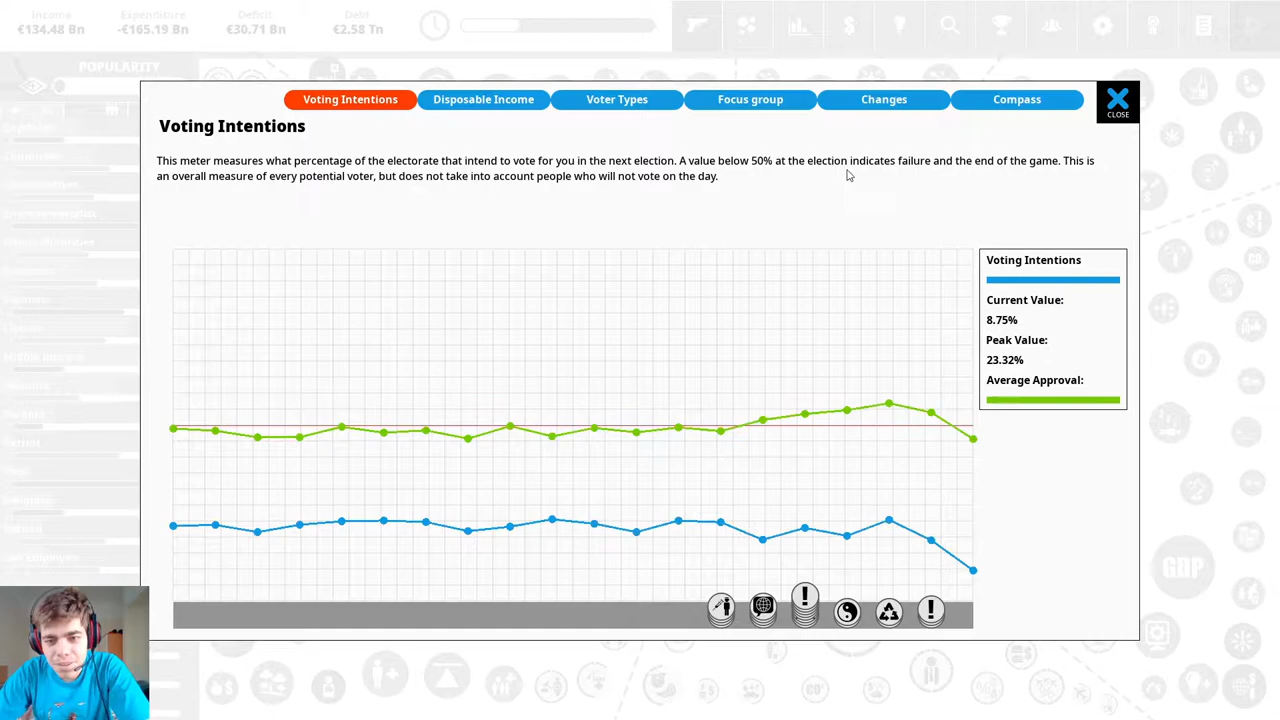 Income Expenditure Deficit Debt
€134.48 Bn -€165.19 Bn €30.71 Bn €2.58 Tn
POPULARITY
Voting Intentions Disposable Income Voter Types Focus group Changes Compass
CLOSE
Voting Intentions
This meter measures what percentage of the electorate that intend to vote for you in the next election. A value below 50% at the election indicates failure and the end of the game. This is
an overall measure of every potential voter, but does not take into account people who will not vote on the day.
Voting Intentions
Current Value:
8.75%
Peak Value:
23.32%
Average Approval:
GDP